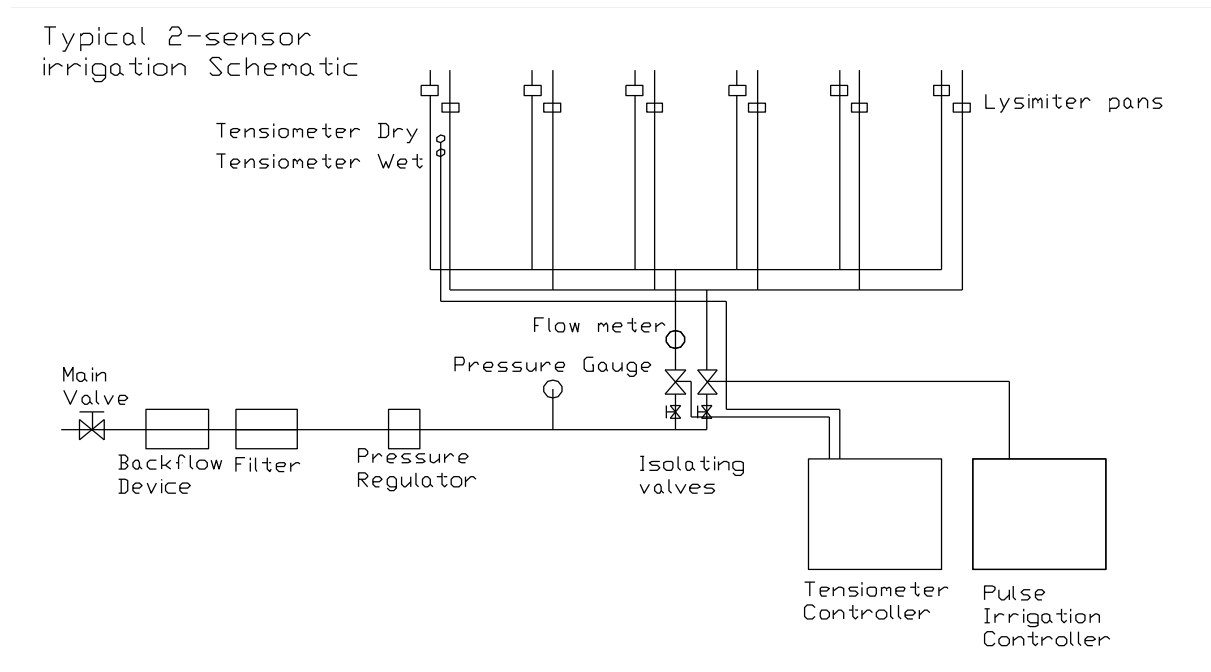 Typical 2-sensor
irrigation Schematic
Lysimiter pans
Tensiometer Dry
Tensiometer Wet
Flow meter
Pressure Gauge
Main
Valve
Backflow
Device
Filter
Pressure
Regulator
Isolating
valves
Tensiometer
Controller
Pulse
Irrigation
Controller